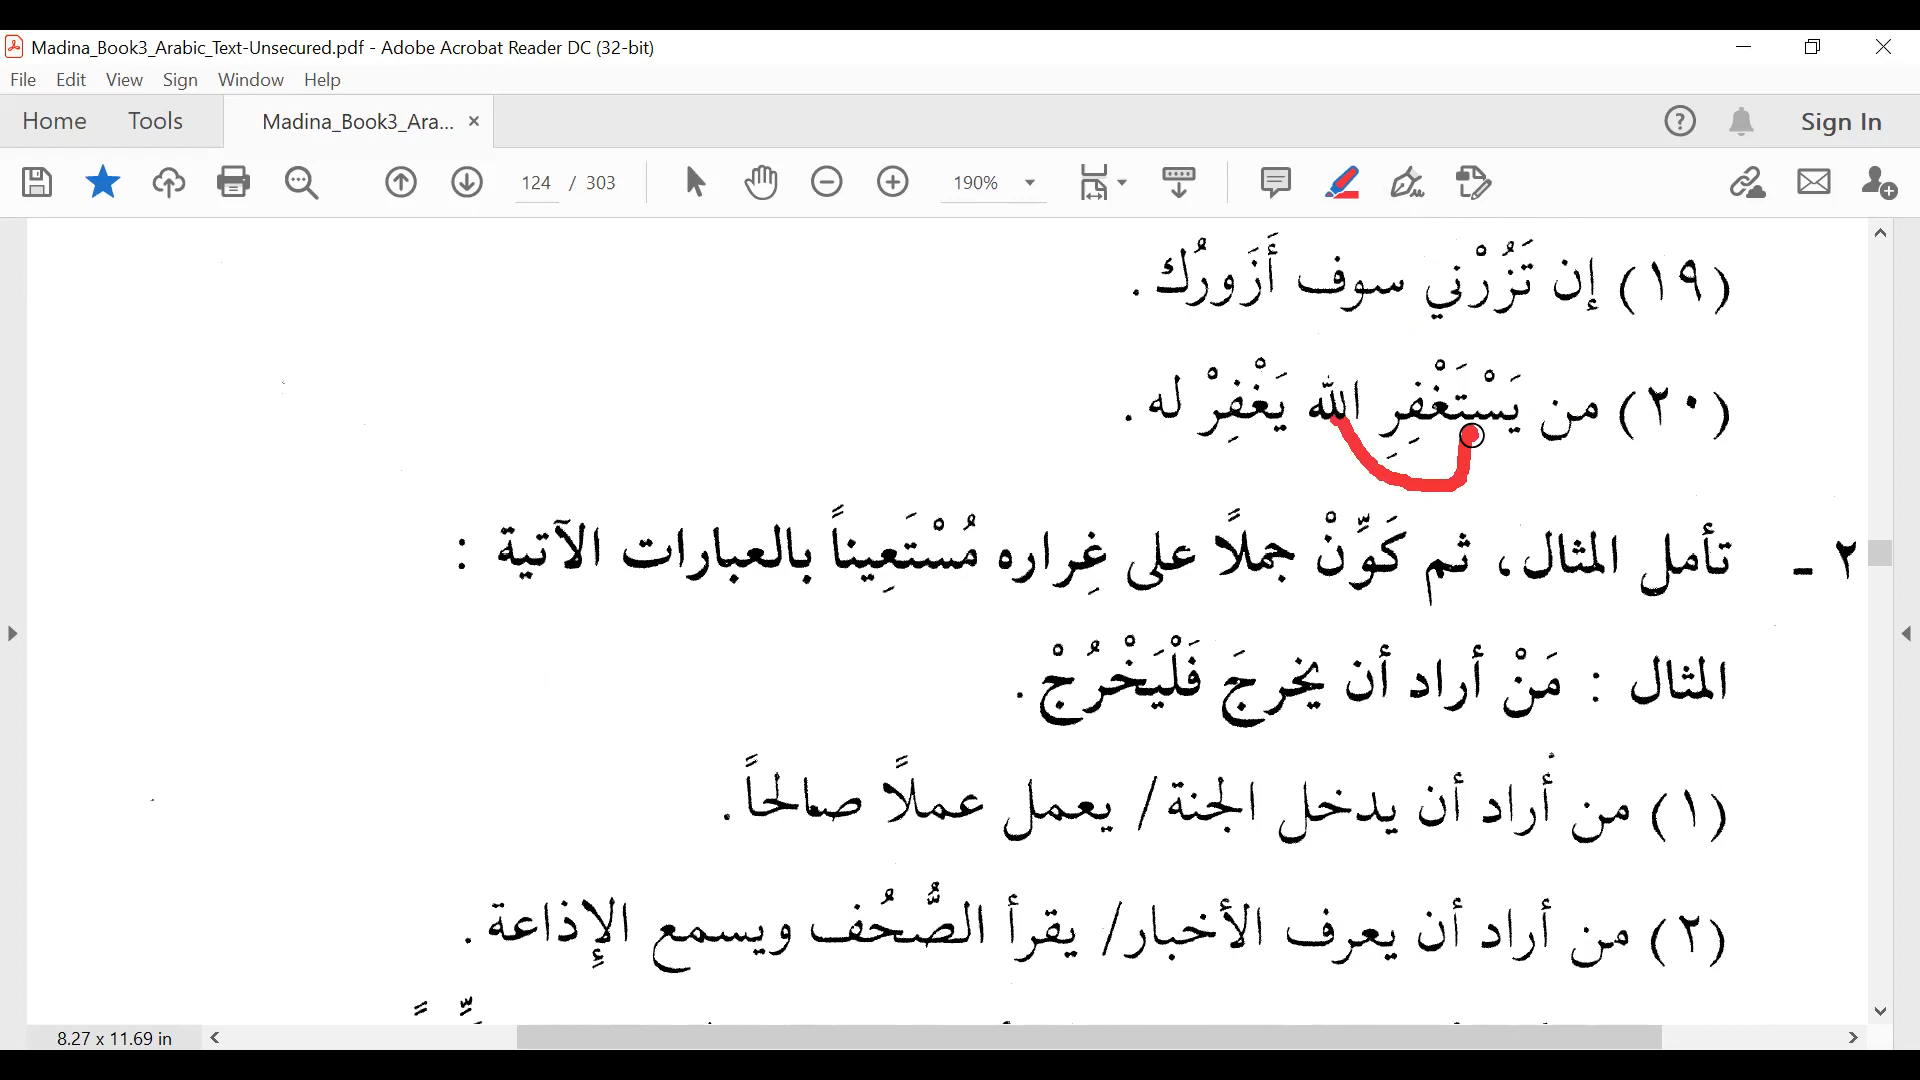 Madina_Book3_Arabic_Text-Unsecured.pdf - Adobe Acrobat Reader DC (32-bit)
File Edit View Sign Window Help
Home Tools Madina_Book3_Ara... × Sign In
124 / 303 190%
(١٩) إن تَزُرْني سوف أَزَورُك .
(٢٠) من يَسْتَغْفِرِ الله يَغْفِرْ له .
٢ ـ تأمل المثال، ثم كَوِّنْ جملاً على غِراره مُسْتَعِيناً بالعبارات الآتية :
المثال : مَنْ أراد أن يخرجَ فَلْيَخْرُجْ .
(١) من أراد أن يدخل الجنة / يعمل عملاً صالحاً .
(٢) من أراد أن يعرف الأخبار/ يقرأ الصُّحُف ويسمع الإِذاعة .
8.27 x 11.69 in